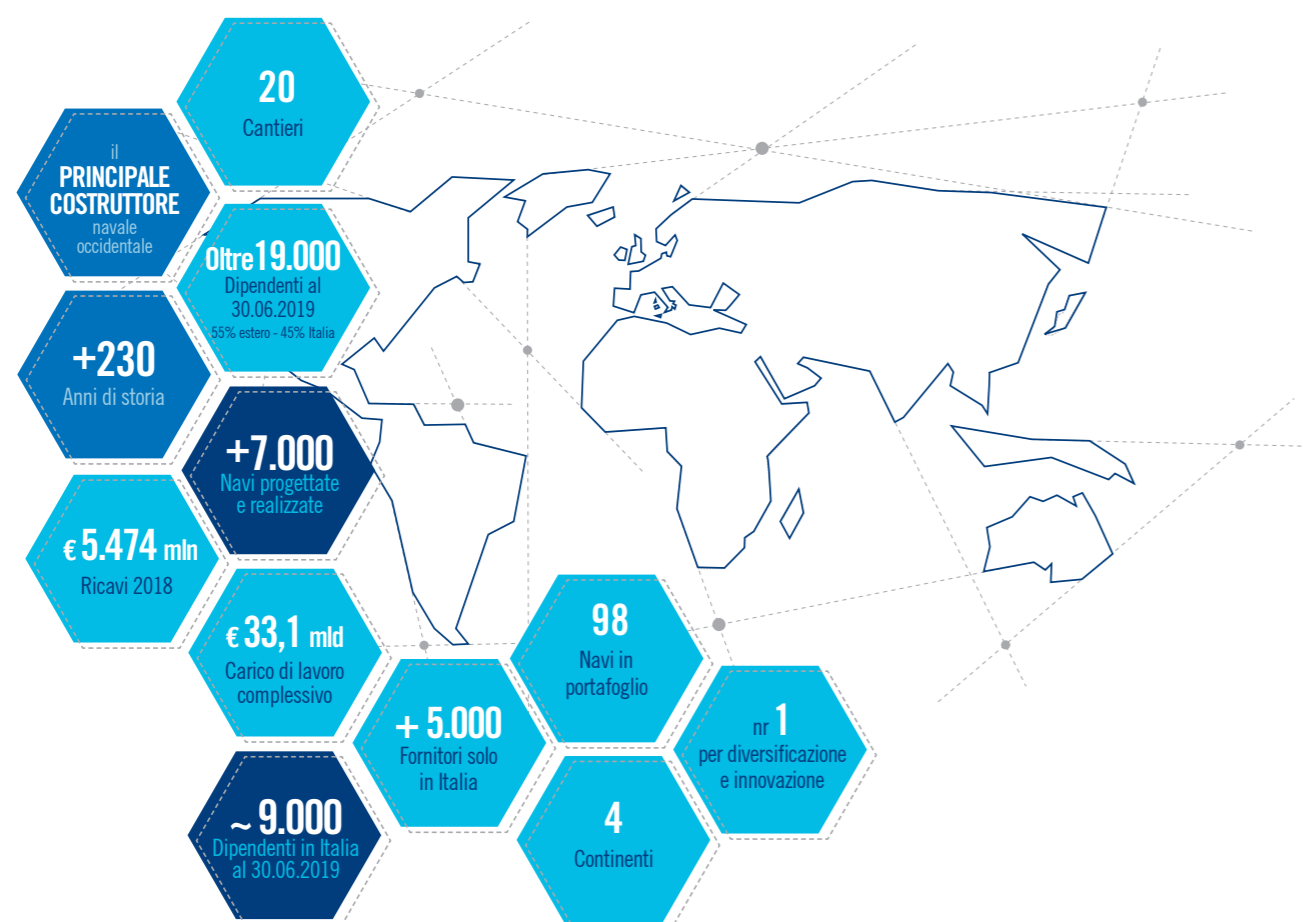 20
Cantieri
il
PRINCIPALE
COSTRUTTORE
navale
occidentale
Oltre 19.000
Dipendenti al
30.06.2019
55% estero - 45% Italia
+230
Anni di storia
+7.000
Navi progettate
e realizzate
€ 5.474 mln
Ricavi 2018
€ 33,1 mld
Carico di lavoro
complessivo
98
Navi in
portafoglio
+ 5.000
Fornitori solo
in Italia
nr 1
per diversificazione
e innovazione
~ 9.000
Dipendenti in Italia
al 30.06.2019
4
Continenti